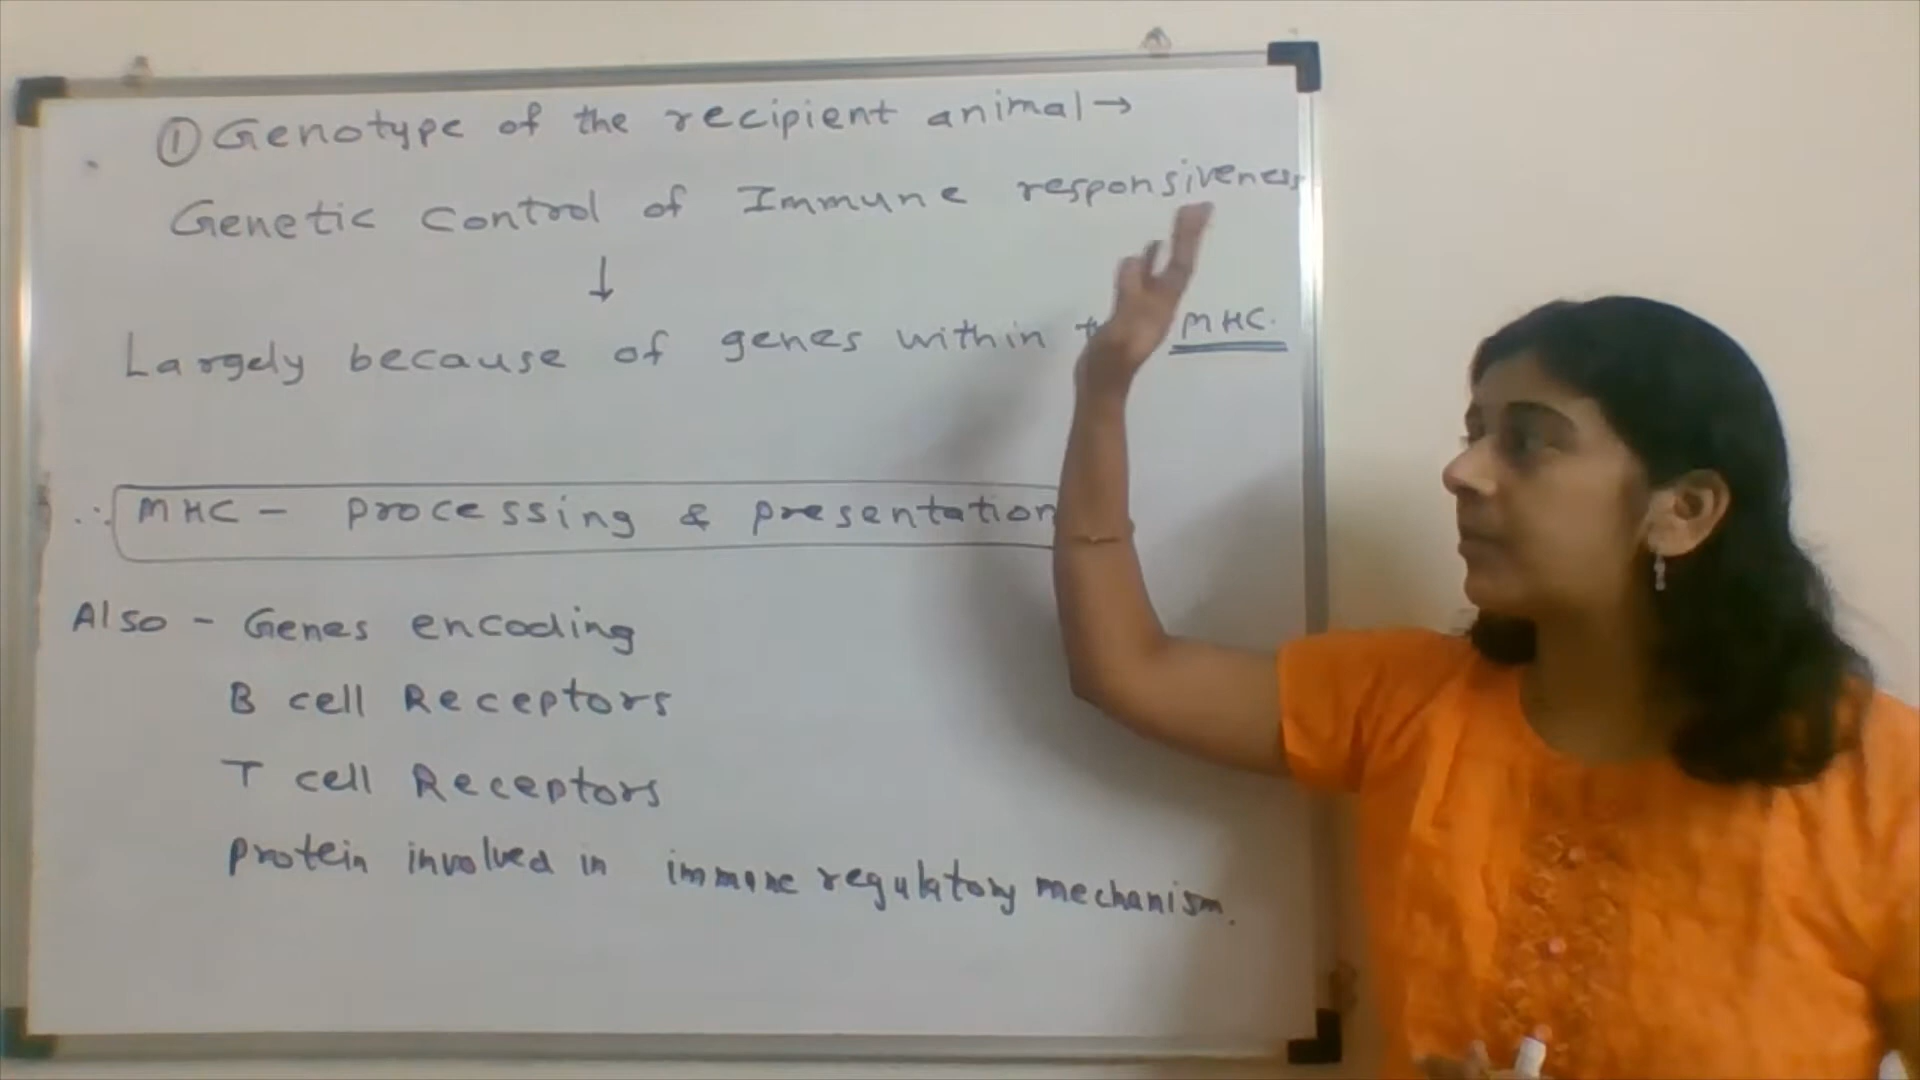 ① Genotype of the recipient animal →
Genetic control of Immune responsiveness
↓
Largely because of genes within MHC.
∴ MHC - processing & presentation
Also - Genes encoding
B cell Receptors
T cell Receptors
protein involved in immune regulatory mechanism.